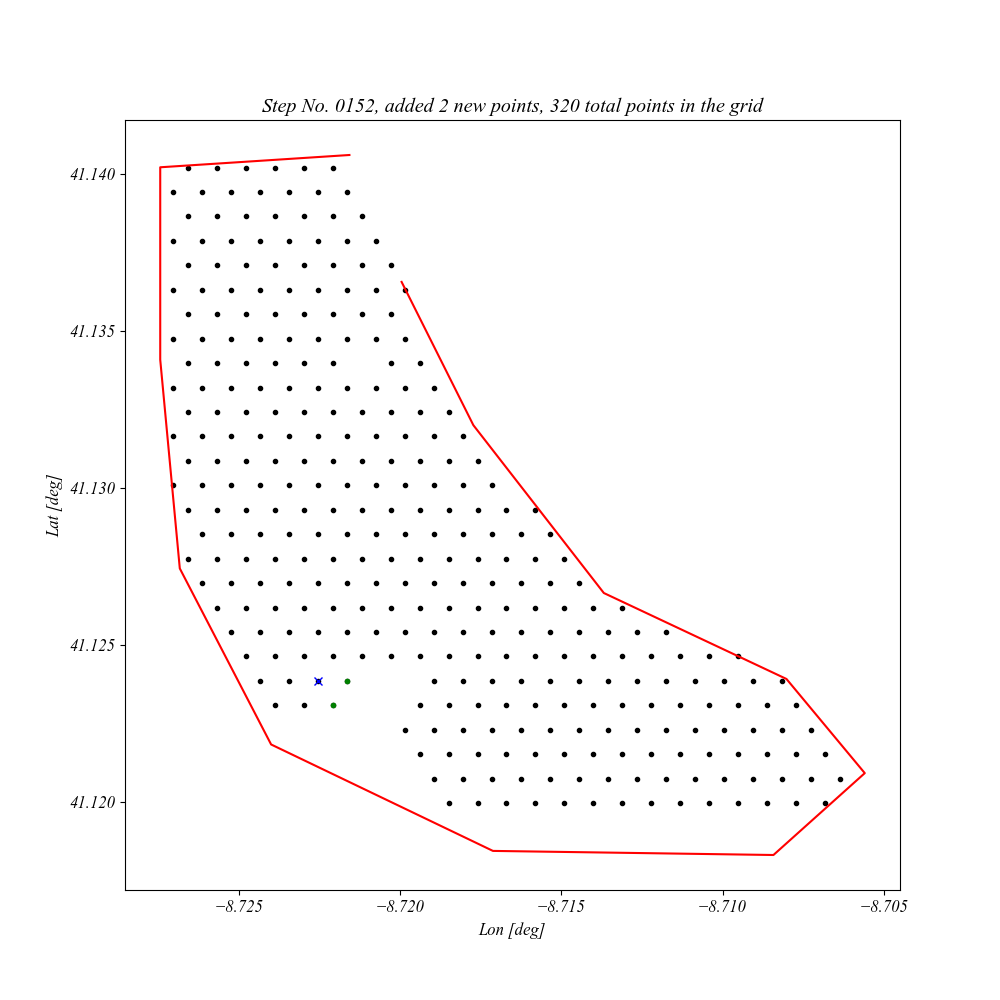 Step No. 0152, added 2 new points, 320 total points in the grid
41.140
41.135
41.130
41.125
41.120
Lat [deg]
−8.725 −8.720 −8.715 −8.710 −8.705
Lon [deg]